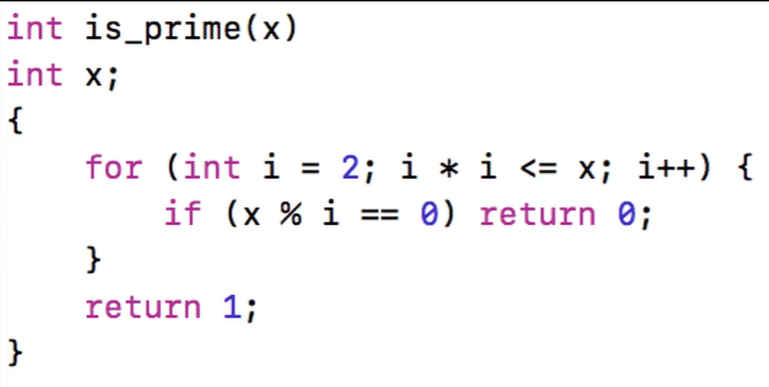 int is_prime(x)
int x;
{
    for (int i = 2; i * i <= x; i++) {
        if (x % i == 0) return 0;
    }
    return 1;
}